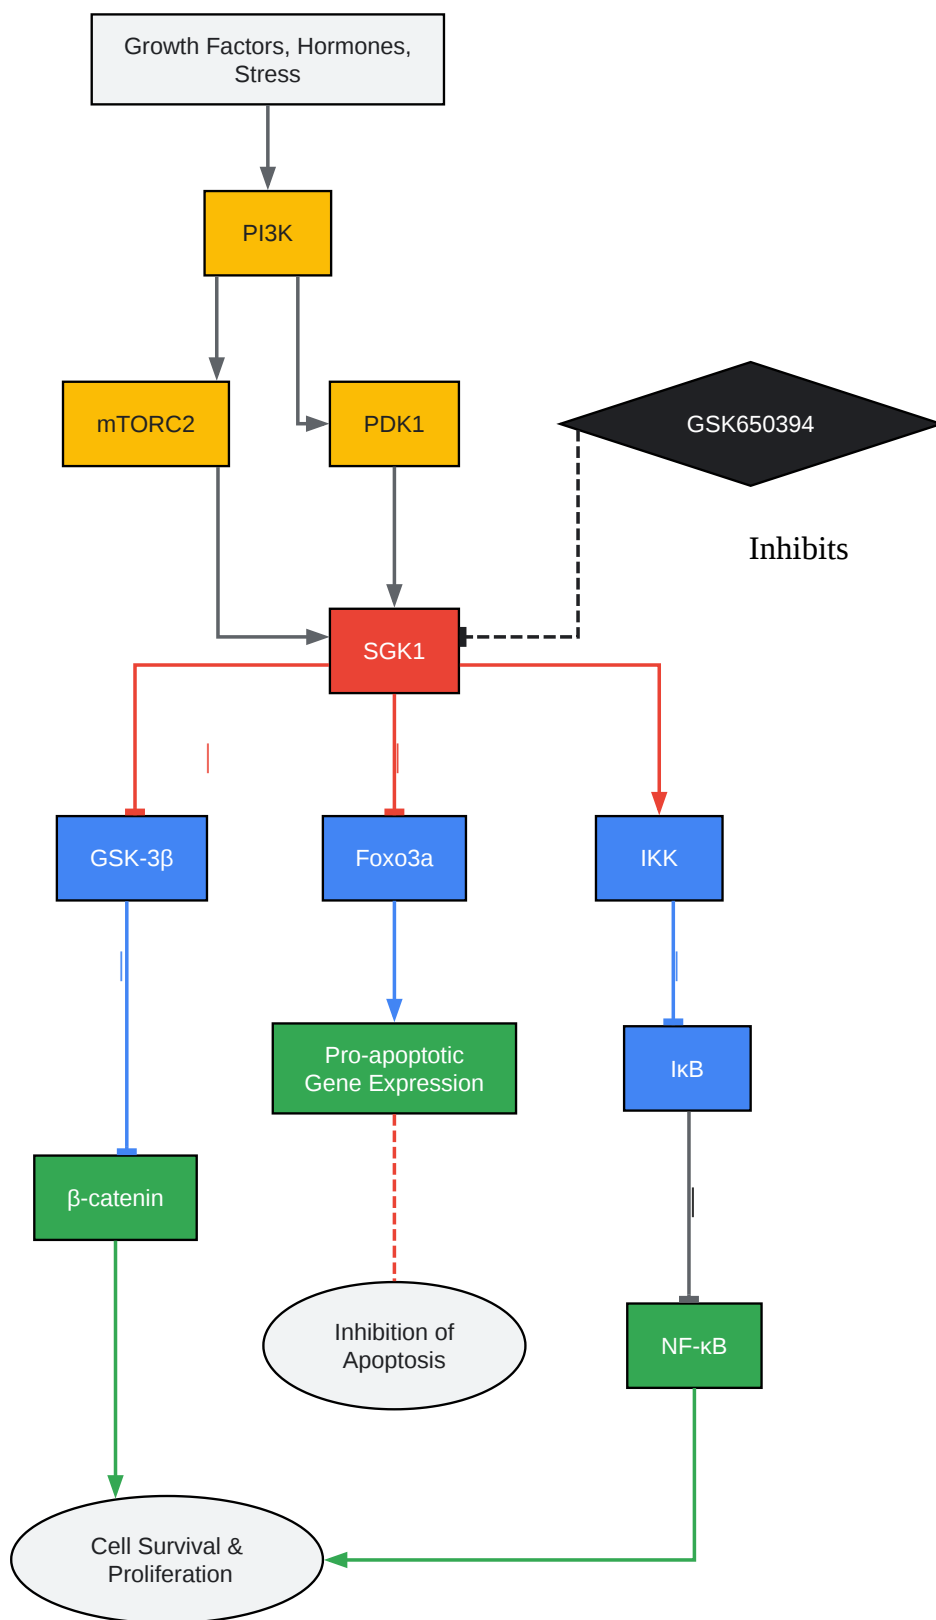 Growth Factors, Hormones,
Stress
PI3K
mTORC2
PDK1
GSK650394
Inhibits
SGK1
GSK-3β
Foxo3a
IKK
Pro-apoptotic
Gene Expression
IκB
β-catenin
Inhibition of
Apoptosis
NF-κB
Cell Survival &
Proliferation